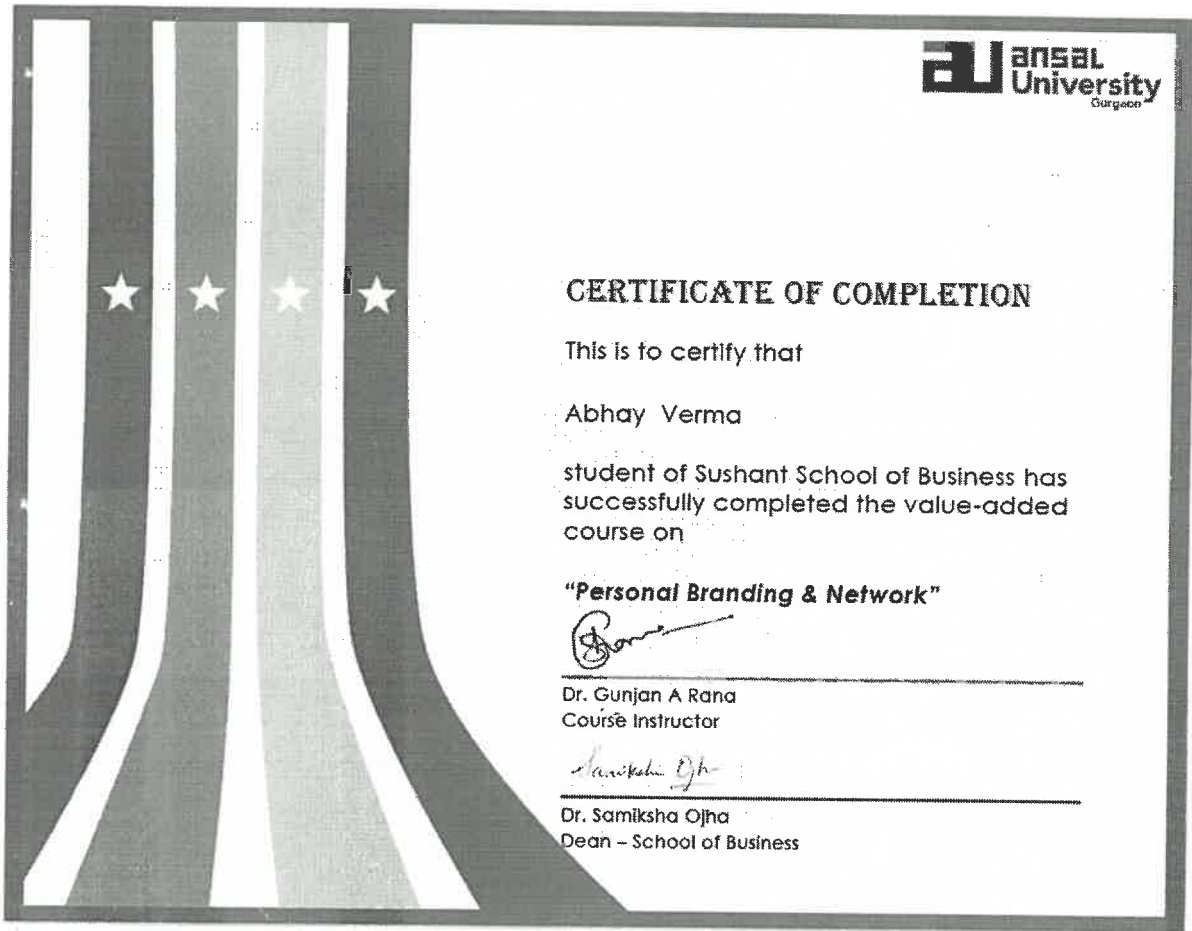 ansal
University
Gurgaon
CERTIFICATE OF COMPLETION
This is to certify that
Abhay Verma
student of Sushant School of Business has
successfully completed the value-added
course on
"Personal Branding & Network"
Dr. Gunjan A Rana
Course Instructor
Samiksha Ojha
Dr. Samiksha Ojha
Dean – School of Business